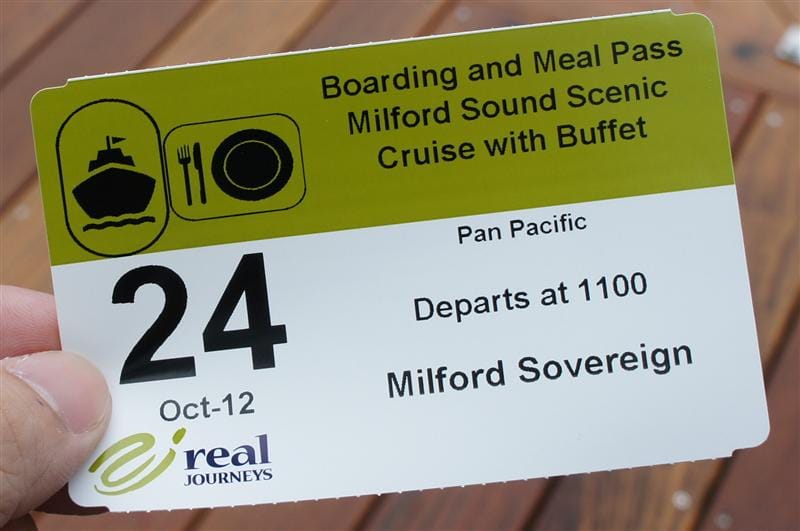 Boarding and Meal Pass
Milford Sound Scenic
Cruise with Buffet
Pan Pacific
24
Oct-12
Departs at 1100
Milford Sovereign
real
JOURNEYS